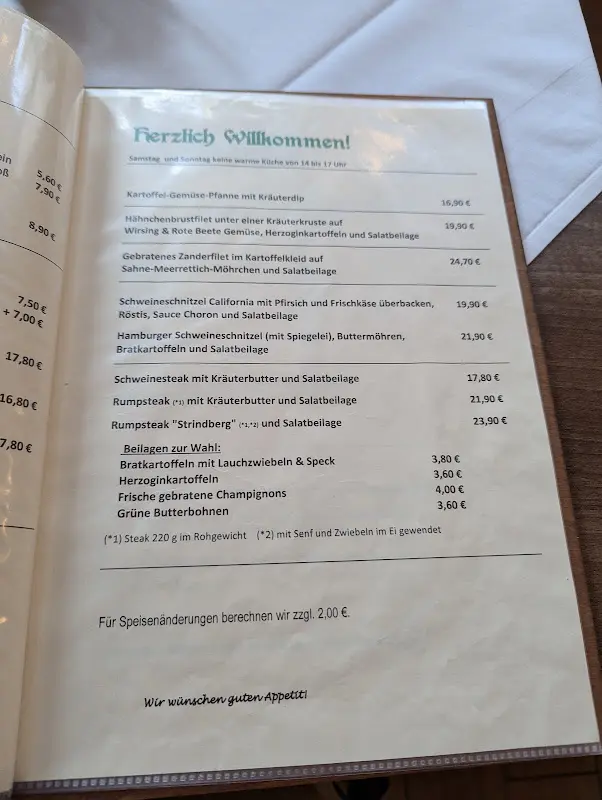 ein
5,60 €
oß
7,90 €
8,90 €
7,50 €
+ 7,00 €
17,80 €
16,80 €
7,80 €
Herzlich Willkommen!
Samstag und Sonntag keine warme Küche von 14 bis 17 Uhr
Kartoffel-Gemüse-Pfanne mit Kräuterdip 16,90 €
Hähnchenbrustfilet unter einer Kräuterkruste auf 19,90 €
Wirsing & Rote Beete Gemüse, Herzoginkartoffeln und Salatbeilage
Gebratenes Zanderfilet im Kartoffelkleid auf 24,70 €
Sahne-Meerrettich-Möhrchen und Salatbeilage
Schweineschnitzel California mit Pfirsich und Frischkäse überbacken, 19,90 €
Röstis, Sauce Choron und Salatbeilage
Hamburger Schweineschnitzel (mit Spiegelei), Buttermöhren, 21,90 €
Bratkartoffeln und Salatbeilage
Schweinesteak mit Kräuterbutter und Salatbeilage 17,80 €
Rumpsteak (*1) mit Kräuterbutter und Salatbeilage 21,90 €
Rumpsteak "Strindberg" (*1,*2) und Salatbeilage 23,90 €
Beilagen zur Wahl:
Bratkartoffeln mit Lauchzwiebeln & Speck 3,80 €
Herzoginkartoffeln 3,60 €
Frische gebratene Champignons 4,00 €
Grüne Butterbohnen 3,60 €
(*1) Steak 220 g im Rohgewicht (*2) mit Senf und Zwiebeln im Ei gewendet
Für Speisenänderungen berechnen wir zzgl. 2,00 €.
Wir wünschen guten Appetit!